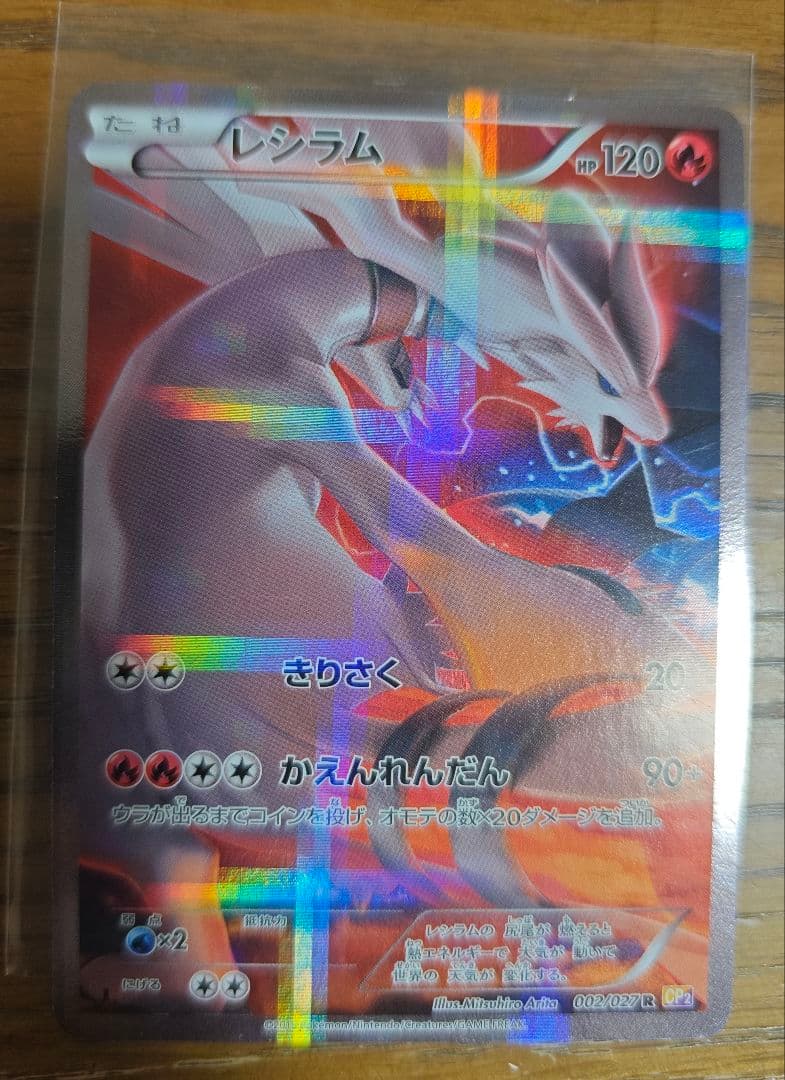 たね レシラム HP 120
きりさく 20
かえんれんだん 90+
ウラが出るまでコインを投げ、オモテの数×20ダメージを追加。
弱点 抵抗力
×2
にげる
レシラムの 尻尾が 燃えると
熱エネルギーで 大気が 動いて
世界の 天気が 変化する。
Illus.Mitsuhiro Arita 002/027 R CP2
Pokémon/Nintendo/Creatures/GAME FREAK.